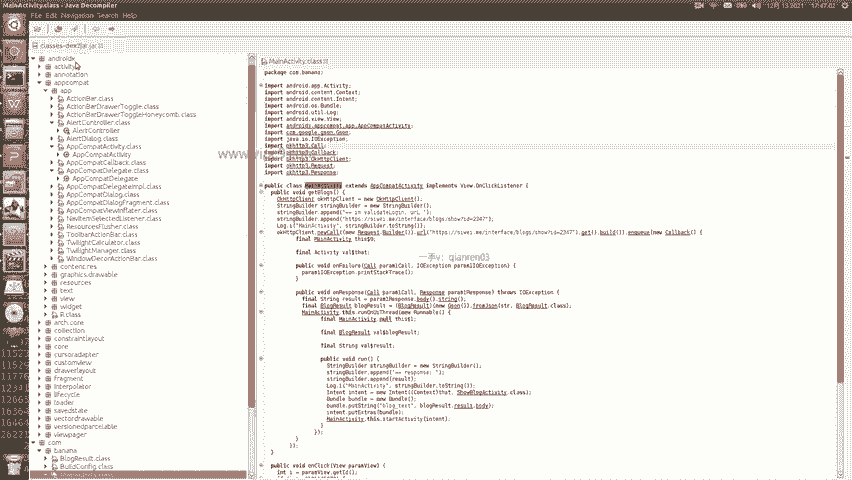 MainActivity.class - Java Decompiler
12月 13 2021 17:47:02
File Edit Navigation Search Help
classes-dex2jar.jar
androidx
activity
annotation
appcompat
app
ActionBar.class
ActionBarDrawerToggle.class
ActionBarDrawerToggleHoneycomb.class
AlertController.class
AlertController
AlertDialog.class
AppCompatActivity.class
AppCompatActivity
AppCompatCallback.class
AppCompatDelegate.class
AppCompatDelegate
AppCompatDelegateImpl.class
AppCompatDialog.class
AppCompatDialogFragment.class
AppCompatViewInflater.class
NavItemSelectedListener.class
ResourcesFlusher.class
ToolbarActionBar.class
TwilightCalculator.class
TwilightManager.class
WindowDecorActionBar.class
content.res
graphics.drawable
resources
text
view
widget
R.class
arch.core
collection
constraintlayout
core
cursoradapter
customview
drawerlayout
fragment
interpolator
lifecycle
loader
savedstate
vectordrawable
versionedparcelable
viewpager
com
banana
BlogResult.class
BuildConfig.class
MainActivity.class
package com.banana;
import android.app.Activity;
import android.content.Context;
import android.content.Intent;
import android.os.Bundle;
import android.util.Log;
import androidx.appcompat.app.AppCompatActivity;
import com.google.gson.Gson;
import java.io.IOException;
import okhttp3.Call;
import okhttp3.Callback;
import okhttp3.OkHttpClient;
import okhttp3.Request;
import okhttp3.Response;
public class MainActivity extends AppCompatActivity implements View.OnClickListener {
public void getBlogs() {
OkHttpClient okHttpClient = new OkHttpClient();
StringBuilder stringBuilder = new StringBuilder();
stringBuilder.append("== in validateLogin, url ");
stringBuilder.append("https://siwei.me/interface/blogs/show?id=2347");
Log.i("MainActivity", stringBuilder.toString());
okHttpClient.newCall((new Request.Builder()).url("https://siwei.me/interface/blogs/show?id=2347").get().build()).enqueue(new Callback() {
final MainActivity this$0;
final Activity val$that;
public void onFailure(Call param1Call, IOException param1IOException) {
param1IOException.printStackTrace();
}
public void onResponse(Call param1Call, Response param1Response) throws IOException {
final String result = param1Response.body().string();
final BlogResult blogResult = (BlogResult)(new Gson()).fromJson(str, BlogResult.class);
MainActivity.this.runOnUiThread(new Runnable() {
final MainActivity.null this$1;
final BlogResult val$blogResult;
final String val$result;
public void run() {
StringBuilder stringBuilder = new StringBuilder();
stringBuilder.append("== response: ");
stringBuilder.append(result);
Log.i("MainActivity", stringBuilder.toString());
Intent intent = new Intent((Context)that, ShowBlogActivity.class);
Bundle bundle = new Bundle();
bundle.putString("blog_text", blogResult.result.body);
intent.putExtras(bundle);
MainActivity.this.startActivity(intent);
}
});
}
});
}
public void onClick(View paramView) {
int i = paramView.getId();
一手v：qianren03